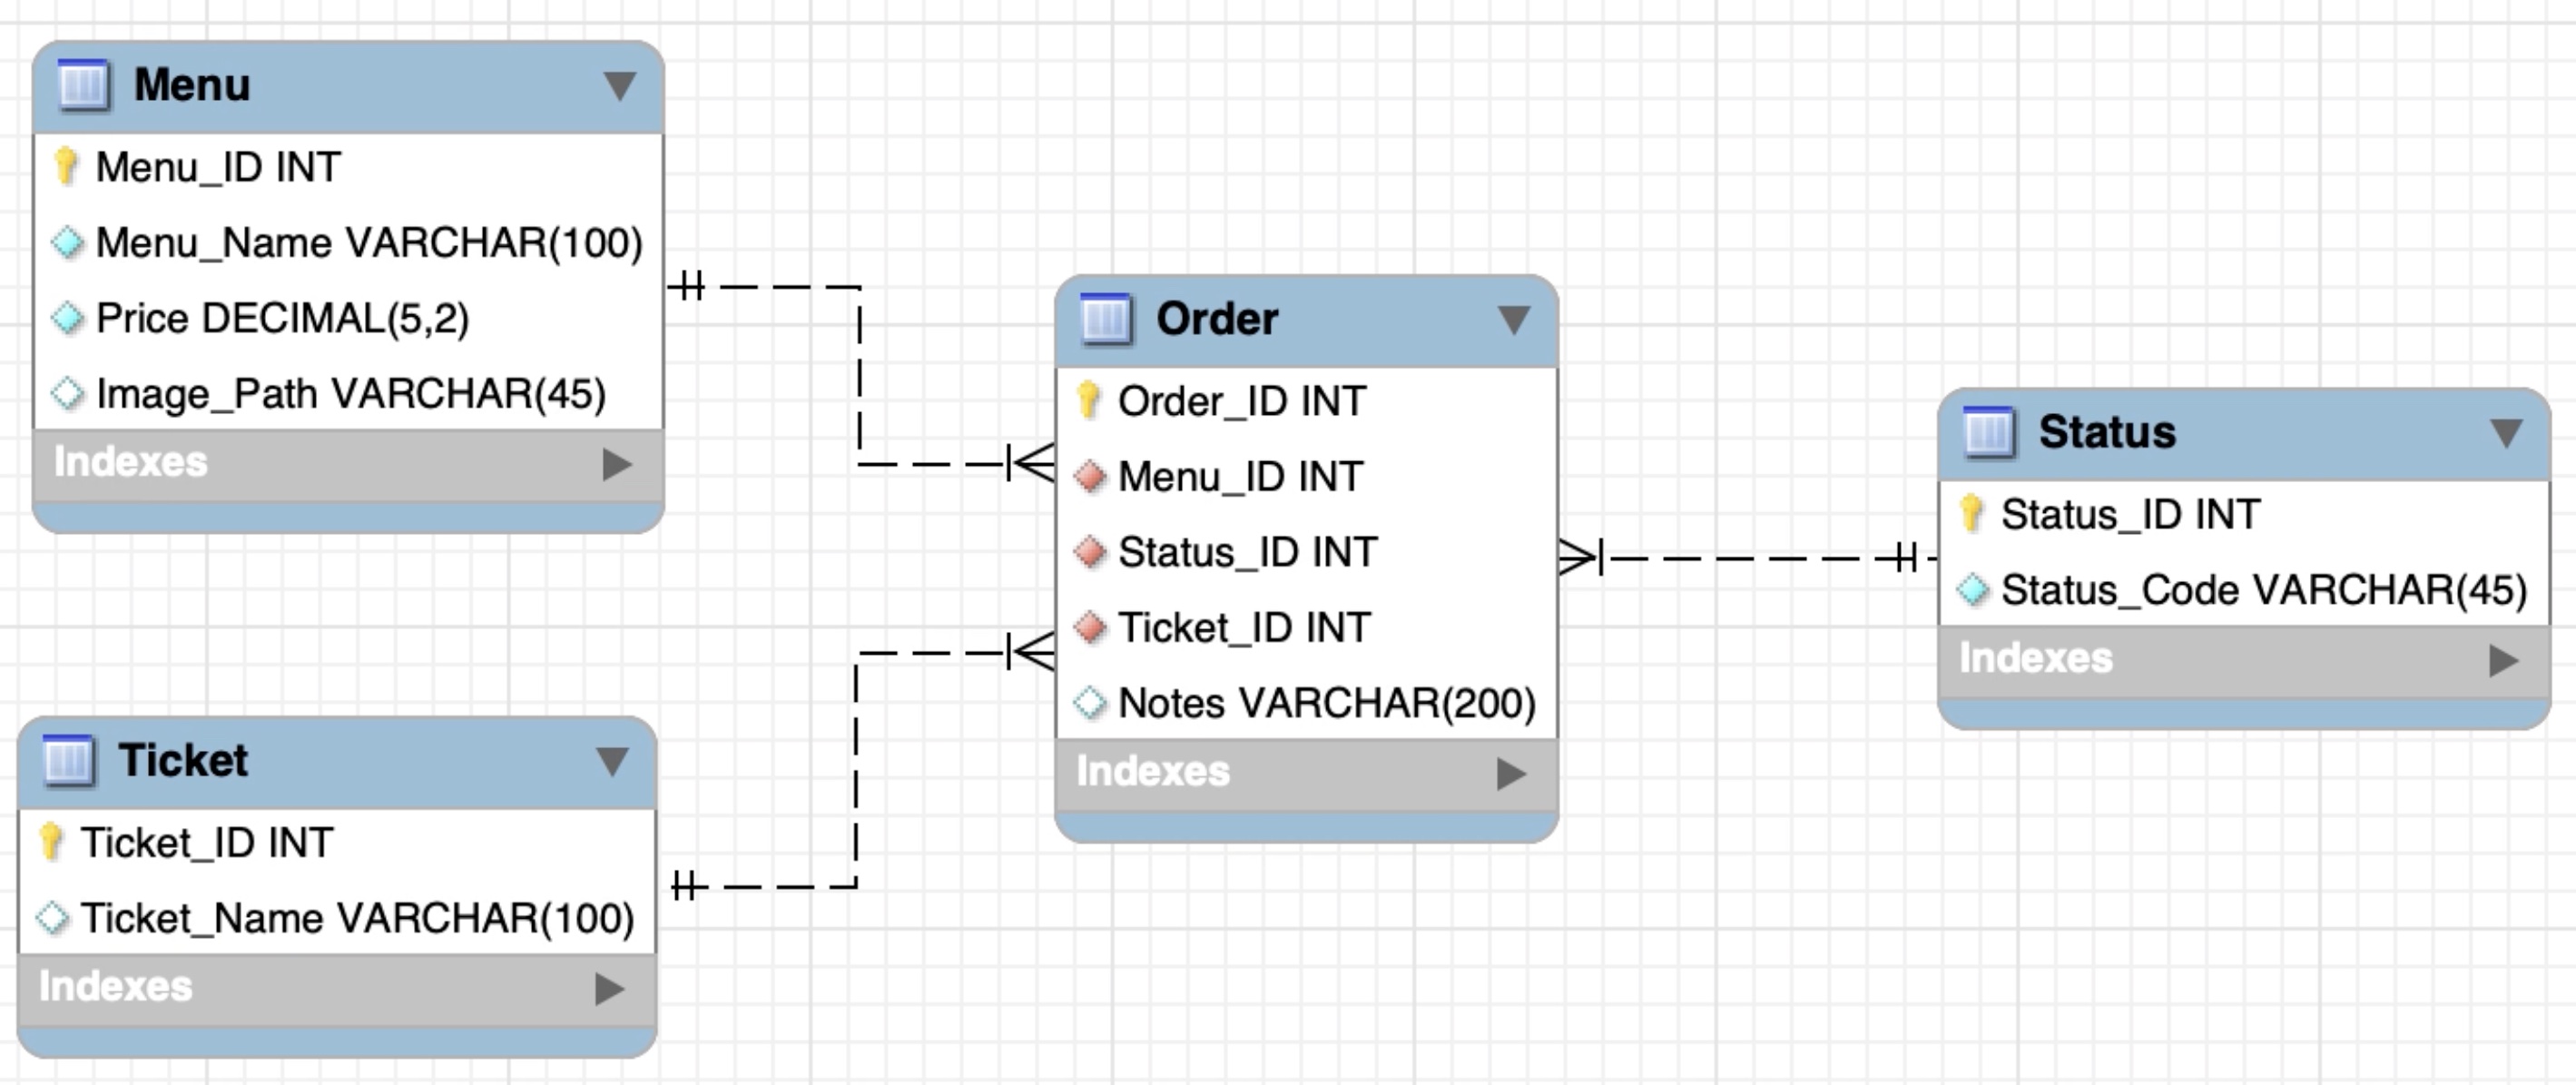 Menu
Menu_ID INT
Menu_Name VARCHAR(100)
Price DECIMAL(5,2)
Image_Path VARCHAR(45)
Indexes
Ticket
Ticket_ID INT
Ticket_Name VARCHAR(100)
Indexes
Order
Order_ID INT
Menu_ID INT
Status_ID INT
Ticket_ID INT
Notes VARCHAR(200)
Indexes
Status
Status_ID INT
Status_Code VARCHAR(45)
Indexes